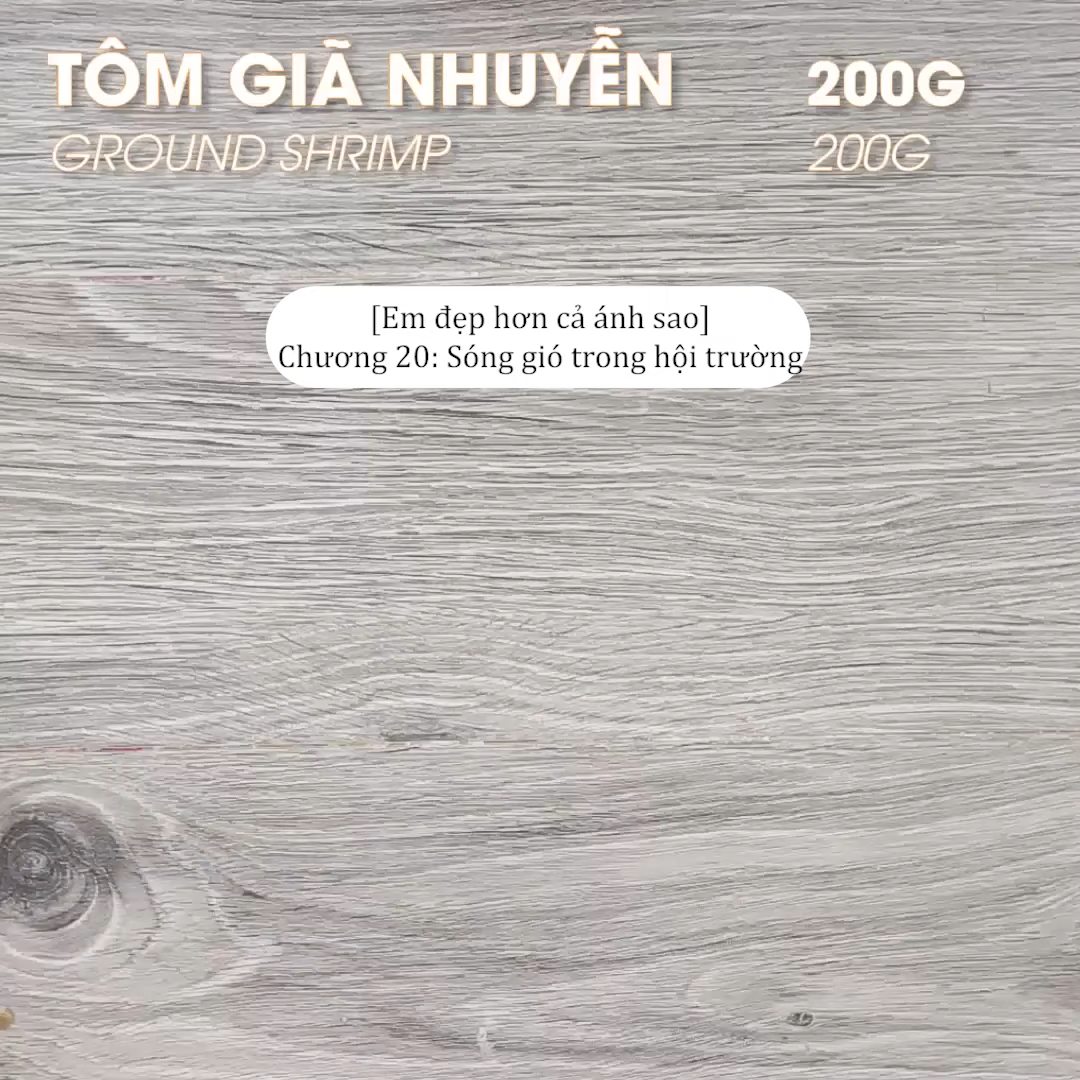 TÔM GIÃ NHUYỄN 200G
GROUND SHRIMP 200G
[Em đẹp hơn cả ánh sao]
Chương 20: Sóng gió trong hội trường